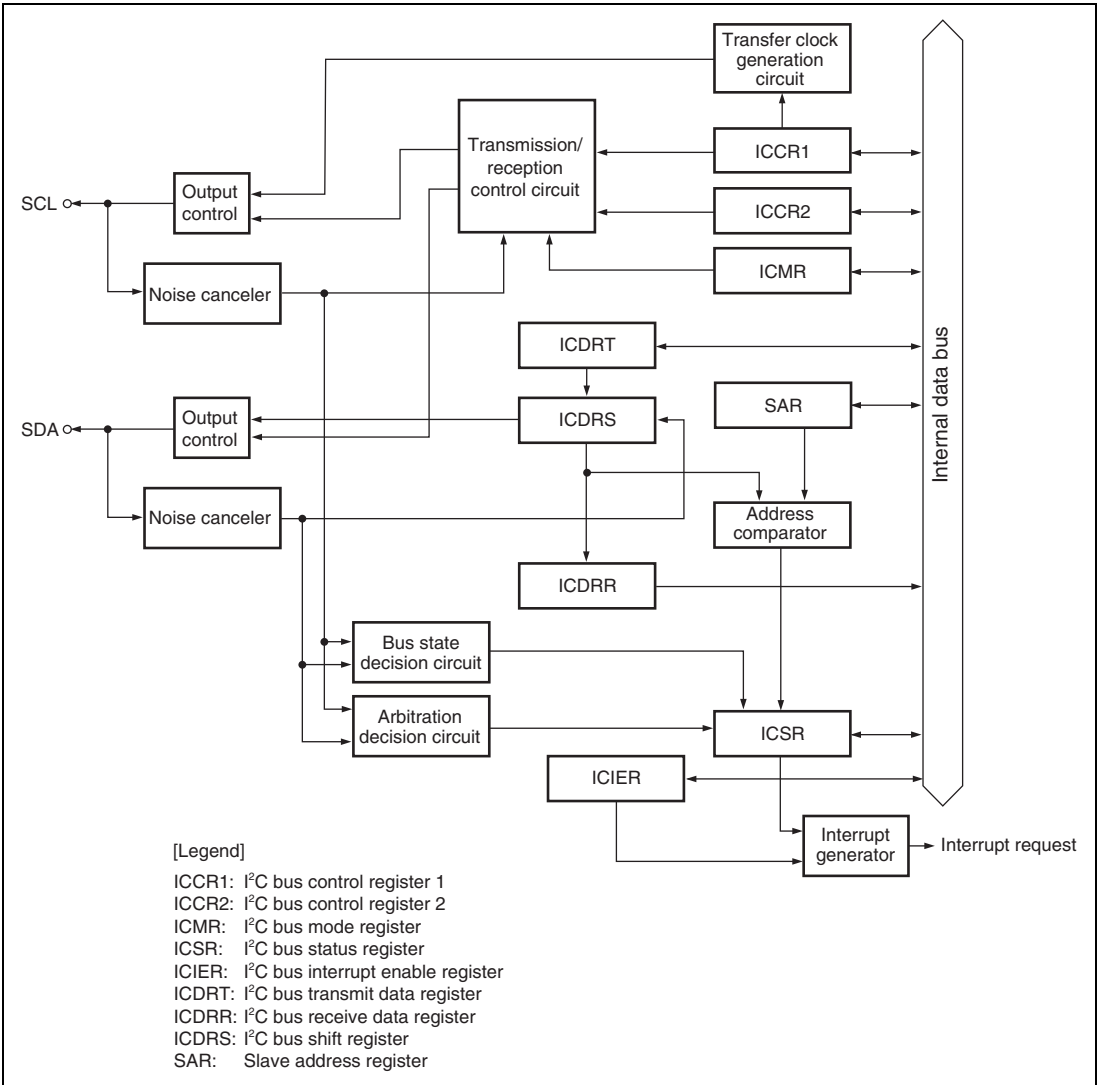 Transfer clock
generation
circuit
Transmission/
reception
control circuit
ICCR1
SCL
Output
control
ICCR2
ICMR
Noise canceler
ICDRT
Internal data bus
SDA
Output
control
ICDRS
SAR
Noise canceler
Address
comparator
ICDRR
Bus state
decision circuit
Arbitration
decision circuit
ICSR
ICIER
Interrupt
generator
Interrupt request
[Legend]
ICCR1: I²C bus control register 1
ICCR2: I²C bus control register 2
ICMR: I²C bus mode register
ICSR: I²C bus status register
ICIER: I²C bus interrupt enable register
ICDRT: I²C bus transmit data register
ICDRR: I²C bus receive data register
ICDRS: I²C bus shift register
SAR: Slave address register